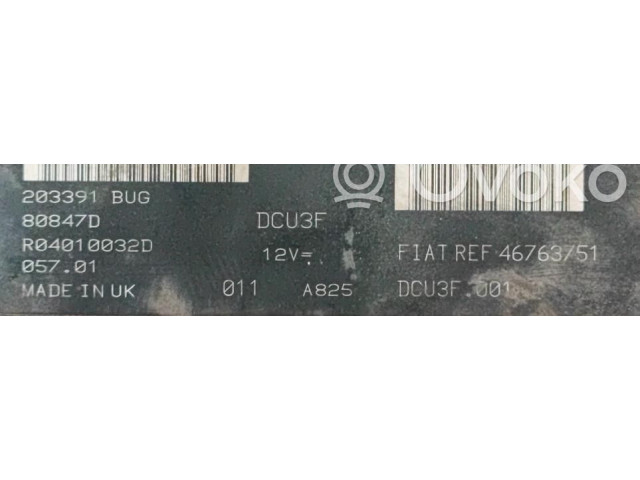 Ovoko
203391 BUG
80847D
R04010032D
057.01
MADE IN UK
DCU3F
12V=
011 A825
FIAT REF 46763751
DCU3F.001